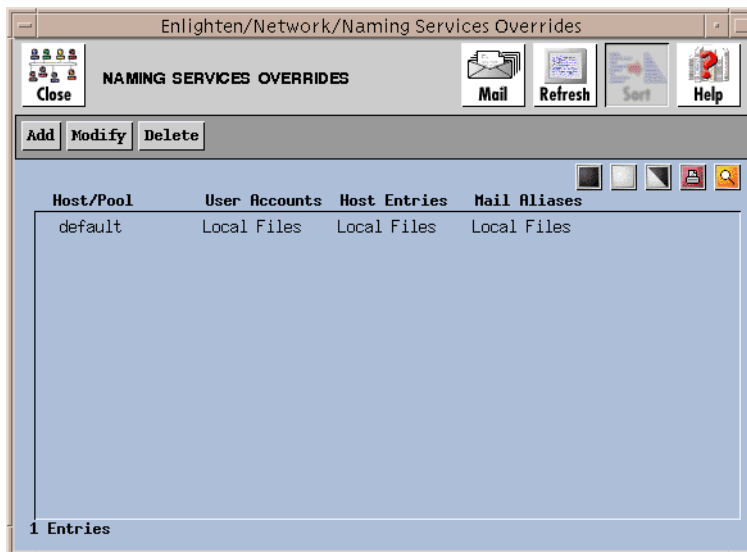 Enlighten/Network/Naming Services Overrides
Close
NAMING SERVICES OVERRIDES
Mail
Refresh
Sort
Help
Add
Modify
Delete
Host/Pool User Accounts Host Entries Mail Aliases
default Local Files Local Files Local Files
1 Entries